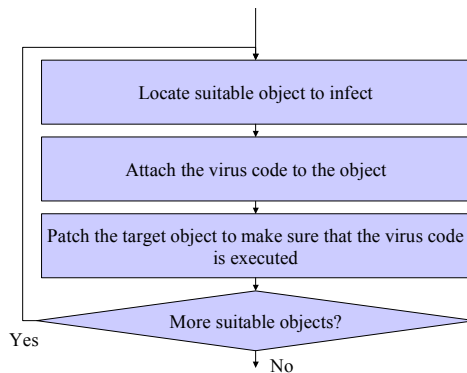 Locate suitable object to infect
Attach the virus code to the object
Patch the target object to make sure that the virus code
is executed
More suitable objects?
Yes
No